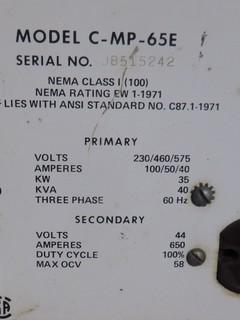 MODEL C-MP-65E
SERIAL NO. JB515242
NEMA CLASS I (100)
NEMA RATING EW 1-1971
LIES WITH ANSI STANDARD NO. C87.1-1971
PRIMARY
VOLTS 230/460/575
AMPERES 100/50/40
KW 35
KVA 40
THREE PHASE 60 Hz
SECONDARY
VOLTS 44
AMPERES 650
DUTY CYCLE 100%
MAX OCV 58